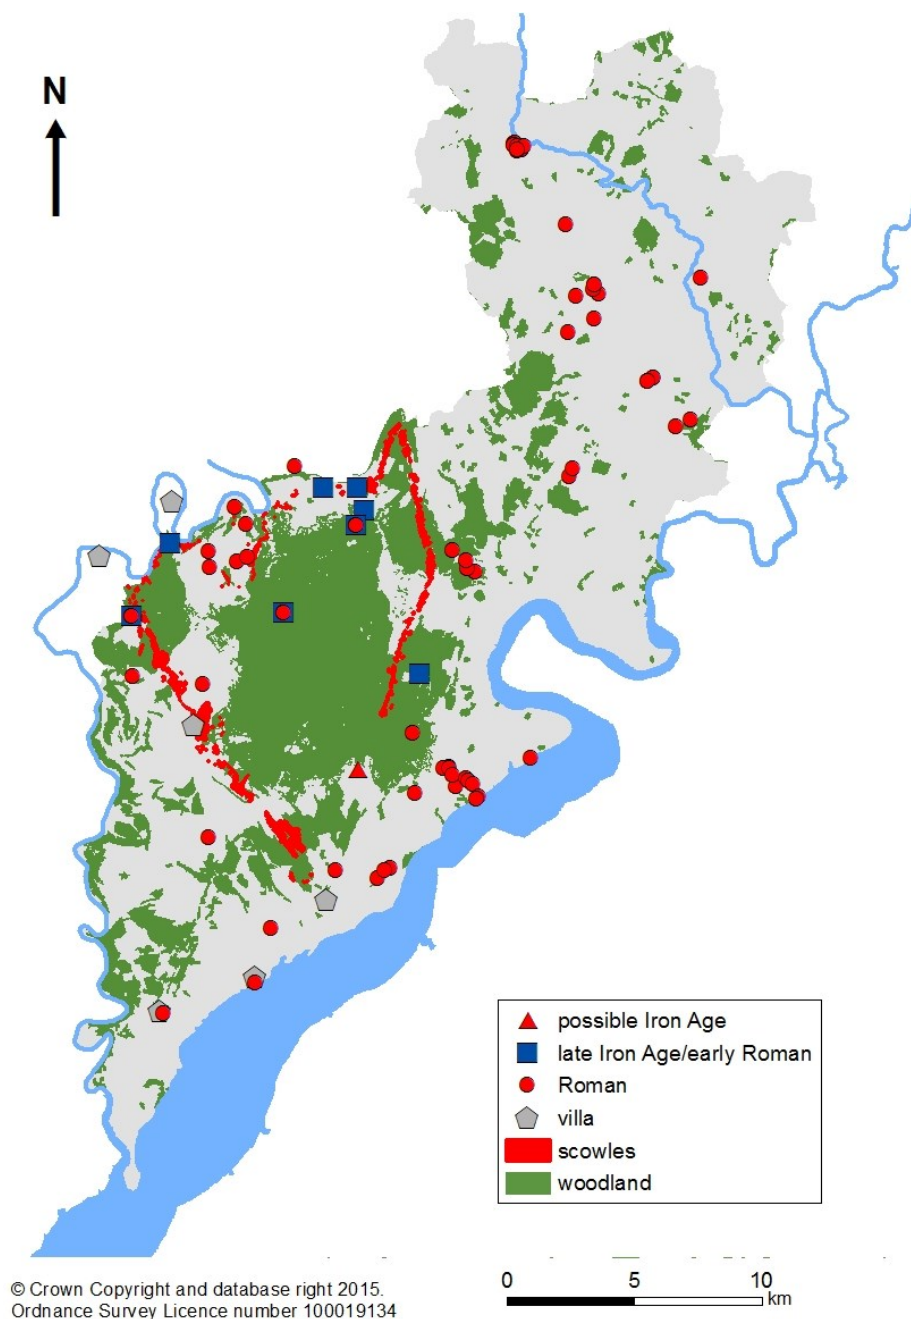 N
possible Iron Age
late Iron Age/early Roman
Roman
villa
scowles
woodland
0 5 10
km
© Crown Copyright and database right 2015.
Ordnance Survey Licence number 100019134